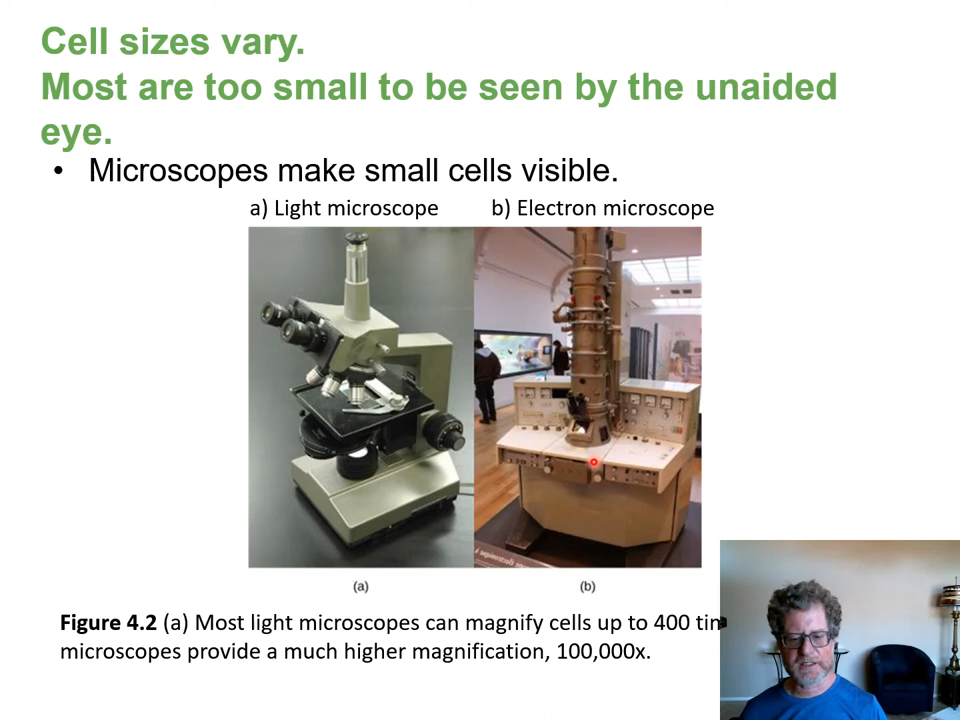 Cell sizes vary.
Most are too small to be seen by the unaided
eye.
• Microscopes make small cells visible.
a) Light microscope b) Electron microscope
(a) (b)
Figure 4.2 (a) Most light microscopes can magnify cells up to 400
microscopes provide a much higher magnification, 100,000x.